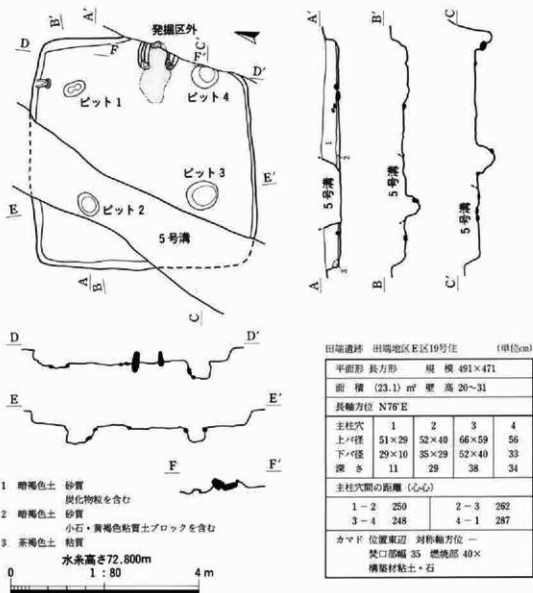 発掘区外
A' B' C' D' E' F F'
D E A B C
ピット1
ピット4
ピット3
ピット2
5号溝
A' B' C'
1 2 3
5号溝 5号溝 5号溝
A B C
D D'
E E'
F F'
1 暗褐色土 砂質
炭化物粒を含む
2 暗褐色土 砂質
小石・黄褐色粘質土ブロックを含む
3 茶褐色土 粘質
水糸高さ72.800m
0 1:80 4m
田端遺跡 田端地区E区19号住 (単位cm)
平面形 長方形 規模 491×471
面積 (23.1)㎡ 壁高 20~31
長軸方位 N76°E
主柱穴 1 2 3 4
上バ径 51×29 52×40 66×59 56
下バ径 29×10 35×29 52×40 33
深さ 11 29 38 34
主柱穴間の距離(心心)
1-2 250 2-3 262
3-4 248 4-1 287
カマド 位置東辺 対称軸方位 -
焚口部幅 35 燃焼部 40×
構築材粘土・石